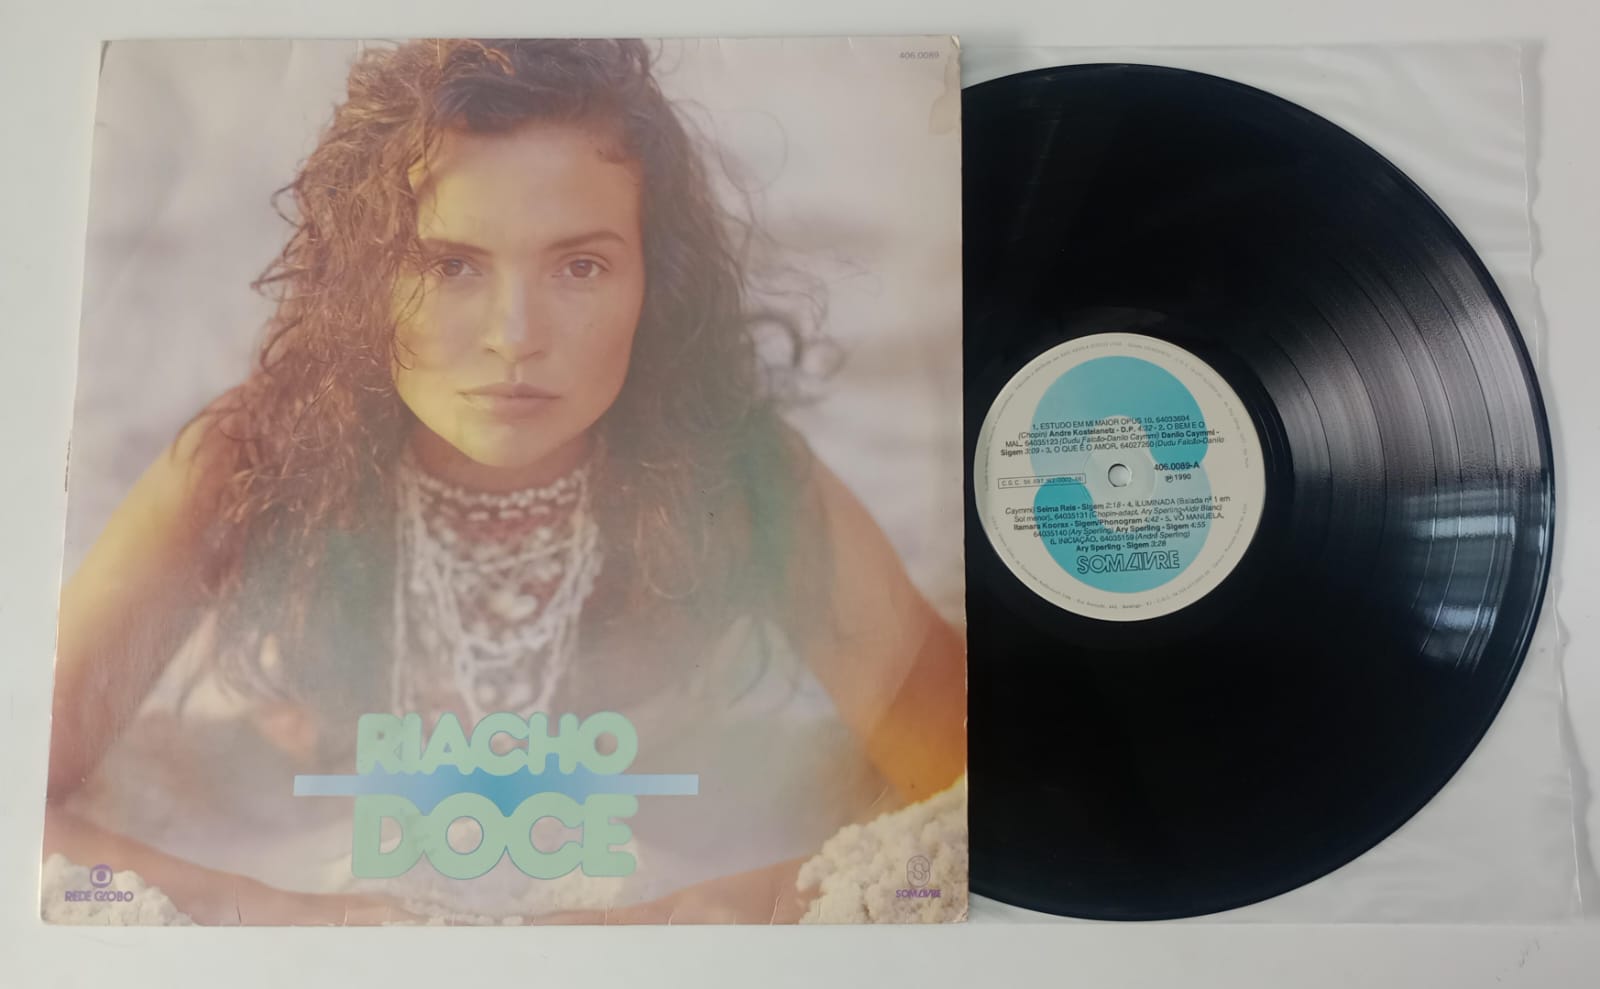 406.0089
RIACHO
DOCE
REDE GLOBO
SOM LIVRE
1. ESTUDO EM MI MAIOR OPUS 10, 64033694
(Chopin) Andre Kostelanetz - D.P. 4:32 - 2. O BEM E O
MAL, 64035123 (Dudu Falcão-Danilo Caymmi) Danilo Caymmi -
Sigem 3:09 - 3. O QUE É O AMOR, 64027260 (Dudu Falcão-Danilo
406.0089-A
℗ 1990
Caymmi) Selma Reis - Sigem 2:18 - 4. ILUMINADA (Balada nº 1 em
Sol menor), 64035131 (Chopin-adapt. Ary Sperling-Aldir Blanc)
Itamara Koorax - Sigem/Phonogram 4:42 - 5. VÓ MANUELA,
64035140 (Ary Sperling) Ary Sperling - Sigem 4:55
6. INICIAÇÃO, 64035159 (André Sperling)
Ary Sperling - Sigem 3:28
SOM LIVRE